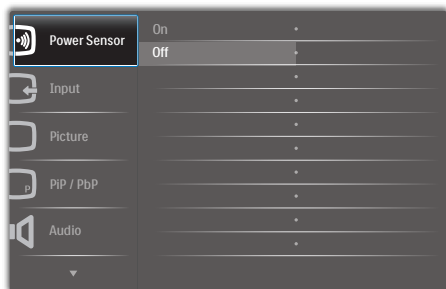 Power Sensor
On
Off
Input
Picture
P
PiP / PbP
Audio